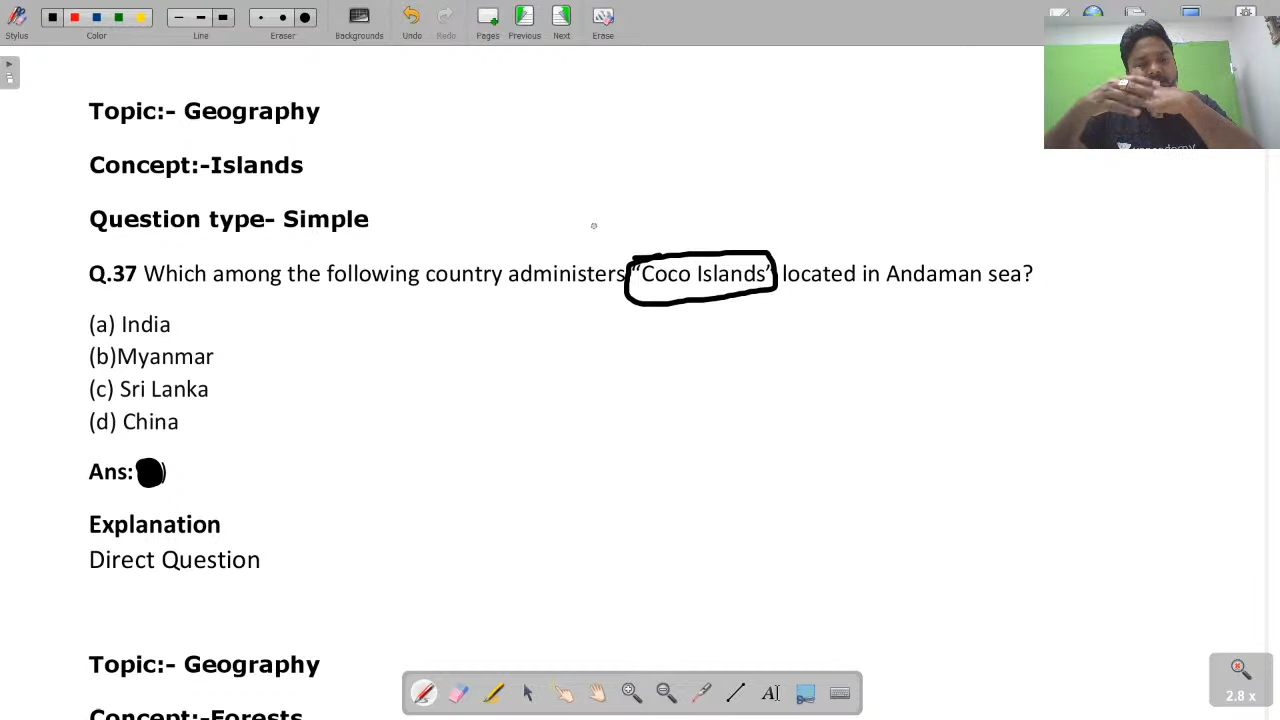 Stylus
Color
Line
Eraser
Backgrounds
Undo
Redo
Pages
Previous
Next
Erase
Topic:- Geography
Concept:-Islands
Question type- Simple
Q.37 Which among the following country administers “Coco Islands” located in Andaman sea?
(a) India
(b)Myanmar
(c) Sri Lanka
(d) China
Ans:
Explanation
Direct Question
Topic:- Geography
Concept:-Forests
2.8 x